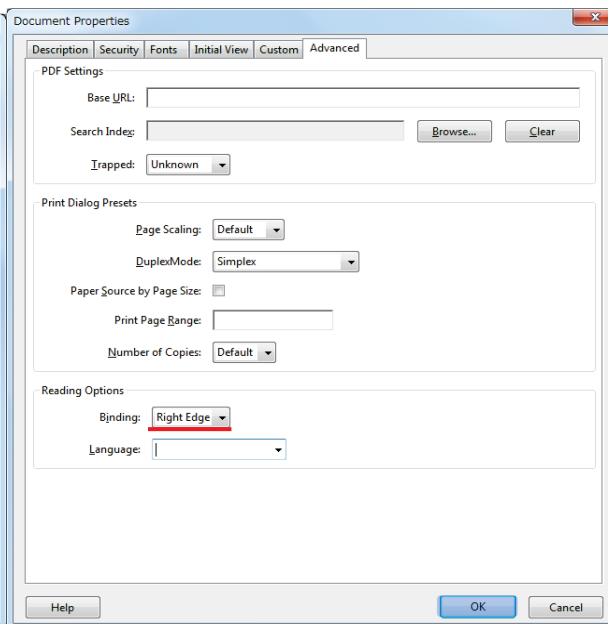 Document Properties
Description Security Fonts Initial View Custom Advanced
PDF Settings
Base URL:
Search Index: Browse... Clear
Trapped: Unknown
Print Dialog Presets
Page Scaling: Default
DuplexMode: Simplex
Paper Source by Page Size:
Print Page Range:
Number of Copies: Default
Reading Options
Binding: Right Edge
Language:
Help OK Cancel